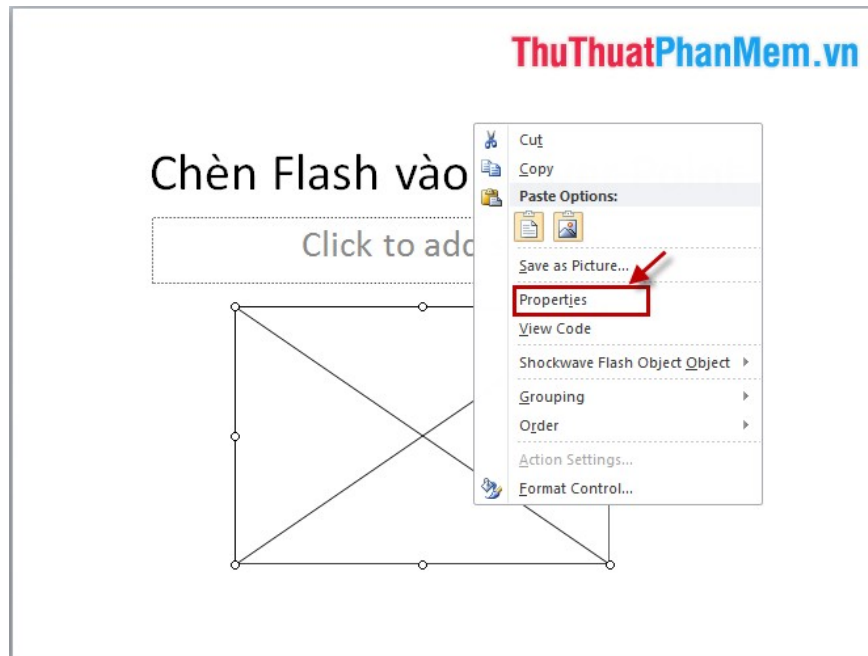 ThuThuatPhanMem.vn
Chèn Flash vào
Click to add
Cut
Copy
Paste Options:
Save as Picture...
Properties
View Code
Shockwave Flash Object Object
Grouping
Order
Action Settings...
Format Control...